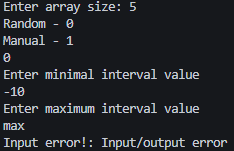 Enter array size: 5
Random - 0
Manual - 1
0
Enter minimal interval value
-10
Enter maximum interval value
max
Input error!: Input/output error